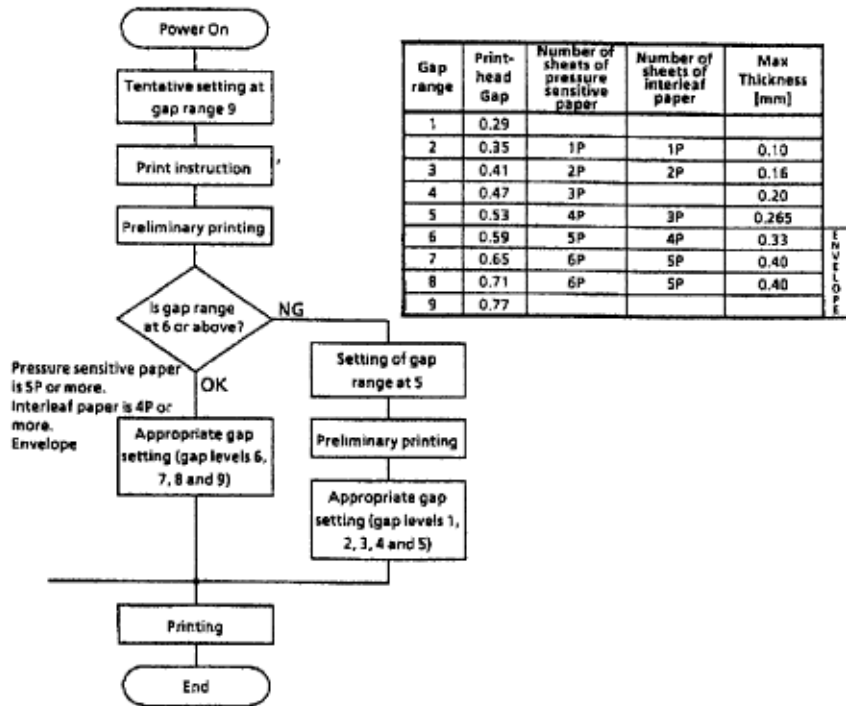 Power On
Tentative setting at
gap range 9
Print instruction
Preliminary printing
Is gap range
at 6 or above?
NG
OK
Pressure sensitive paper
is 5P or more.
Interleaf paper is 4P or
more.
Envelope
Appropriate gap
setting (gap levels 6,
7, 8 and 9)
Setting of gap
range at 5
Preliminary printing
Appropriate gap
setting (gap levels 1,
2, 3, 4 and 5)
Printing
End
Gap
range
Print-
head
Gap
Number of
sheets of
pressure
sensitive
paper
Number of
sheets of
interleaf
paper
Max
Thickness
[mm]
1 0.29
2 0.35 1P 1P 0.10
3 0.41 2P 2P 0.16
4 0.47 3P 0.20
5 0.53 4P 3P 0.265
6 0.59 5P 4P 0.33
7 0.65 6P 5P 0.40
8 0.71 6P 5P 0.40
9 0.77
ENVELOPE